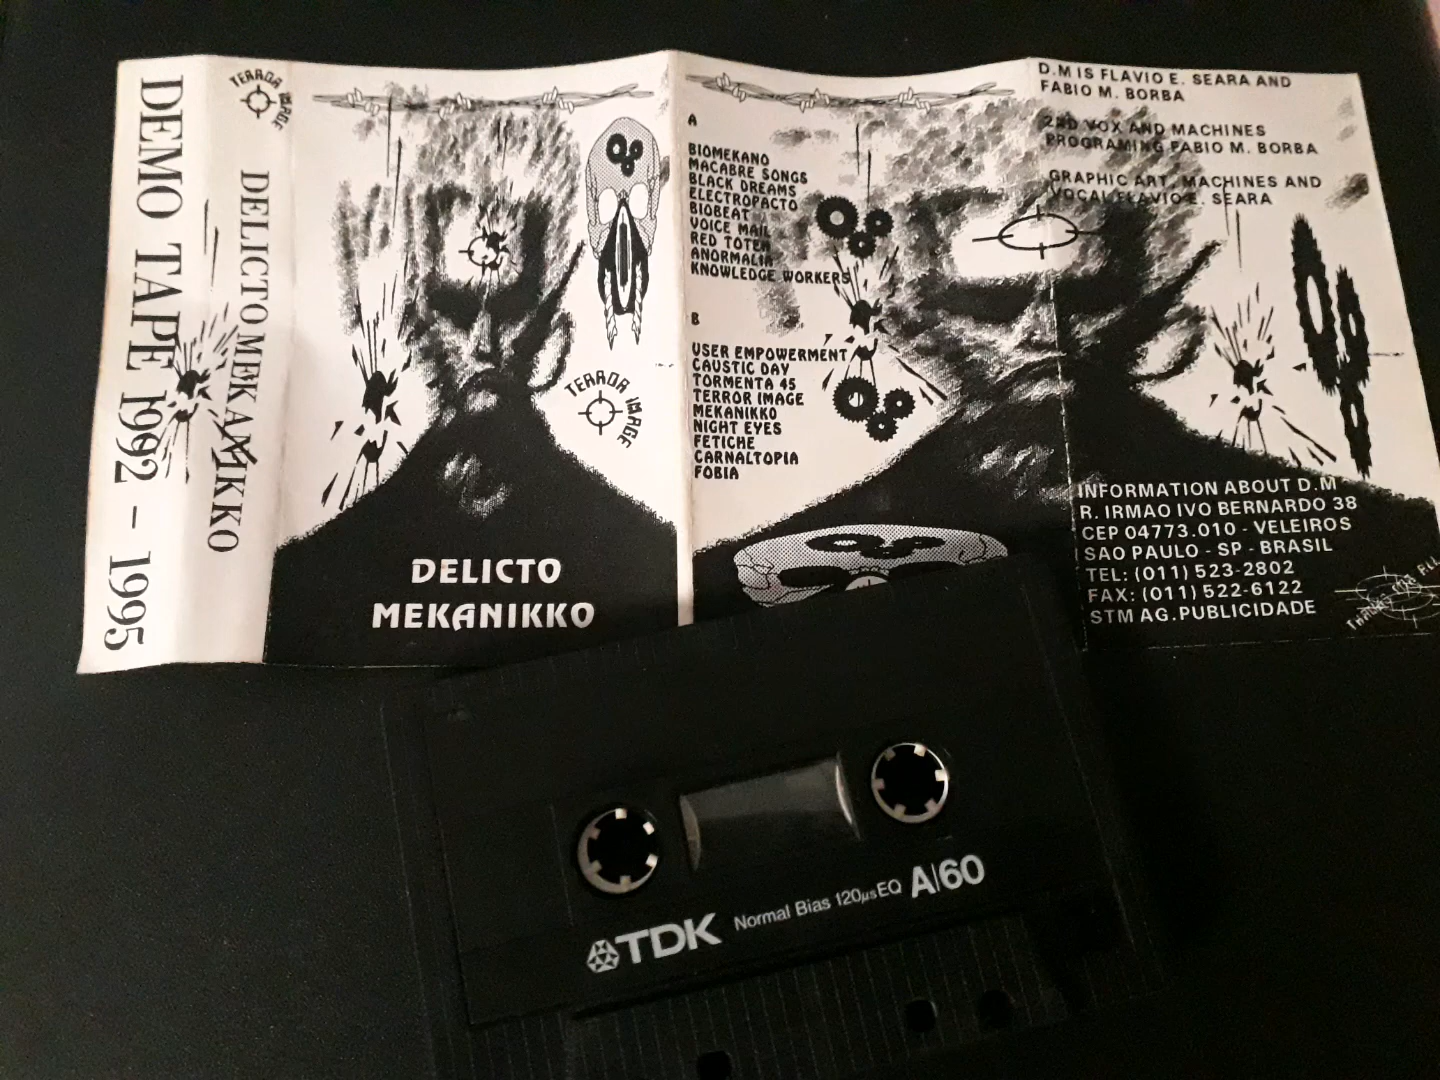 DEMO TAPE 1992 - 1995
TERROR IMAGE
DELICTO MEKANIKKO
TERROR IMAGE
DELICTO
MEKANIKKO
A
BIOMEKANO
MACABRE SONGS
BLACK DREAMS
ELECTROPACTO
BIOBEAT
VOICE MAIL
RED TOTEM
ANORMALIA
KNOWLEDGE WORKERS
B
USER EMPOWERMENT
CAUSTIC DAY
TORMENTA 45
TERROR IMAGE
MEKANIKKO
NIGHT EYES
FETICHE
CARNALTOPIA
FOBIA
D.M IS FLAVIO E. SEARA AND
FABIO M. BORBA
2ND VOX AND MACHINES
PROGRAMING FABIO M. BORBA
GRAPHIC ART, MACHINES AND
VOCAL FLAVIO E. SEARA
INFORMATION ABOUT D.M
R. IRMAO IVO BERNARDO 38
CEP 04773.010 - VELEIROS
SAO PAULO - SP - BRASIL
TEL: (011) 523-2802
FAX: (011) 522-6122
STM AG.PUBLICIDADE
THANKS FOR ALL
TDK Normal Bias 120µs EQ A/60